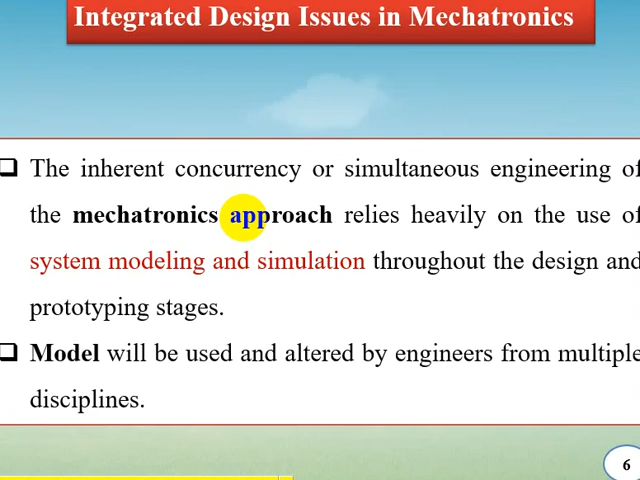 Integrated Design Issues in Mechatronics
The inherent concurrency or simultaneous engineering of
the mechatronics approach relies heavily on the use of
system modeling and simulation throughout the design and
prototyping stages.
Model will be used and altered by engineers from multiple
disciplines.
6